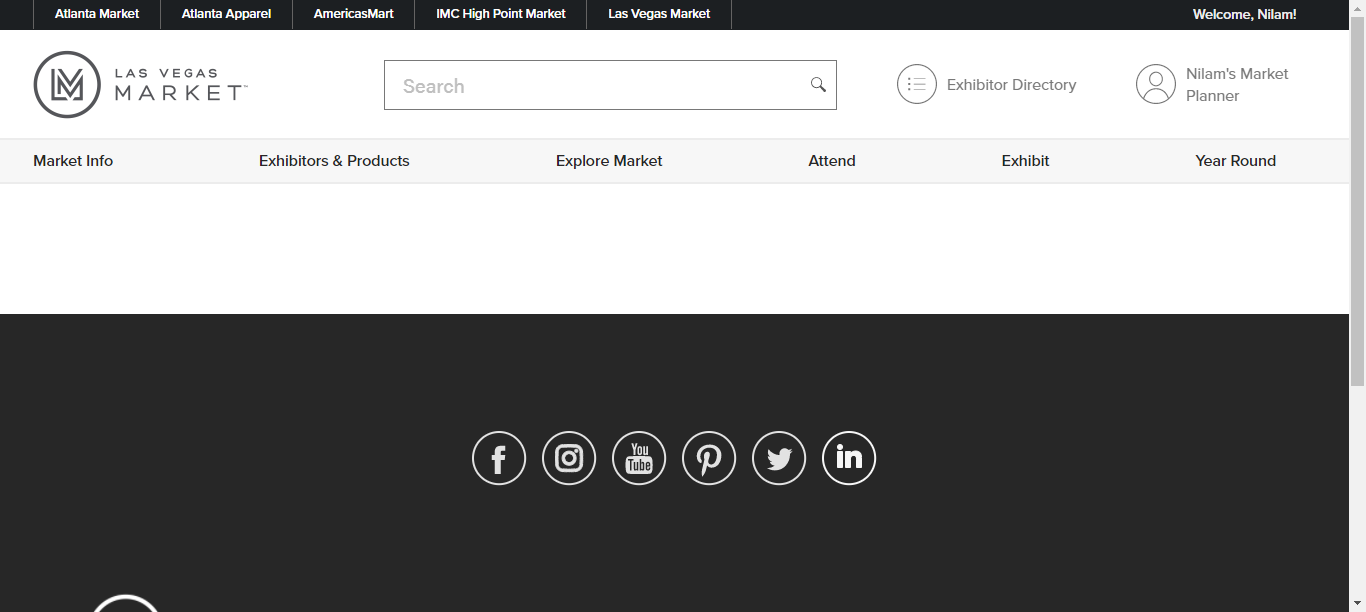 Atlanta Market Atlanta Apparel AmericasMart IMC High Point Market Las Vegas Market Welcome, Nilam!
LAS VEGAS
MARKET™
Search
Exhibitor Directory
Nilam's Market
Planner
Market Info Exhibitors & Products Explore Market Attend Exhibit Year Round
f You Tube in